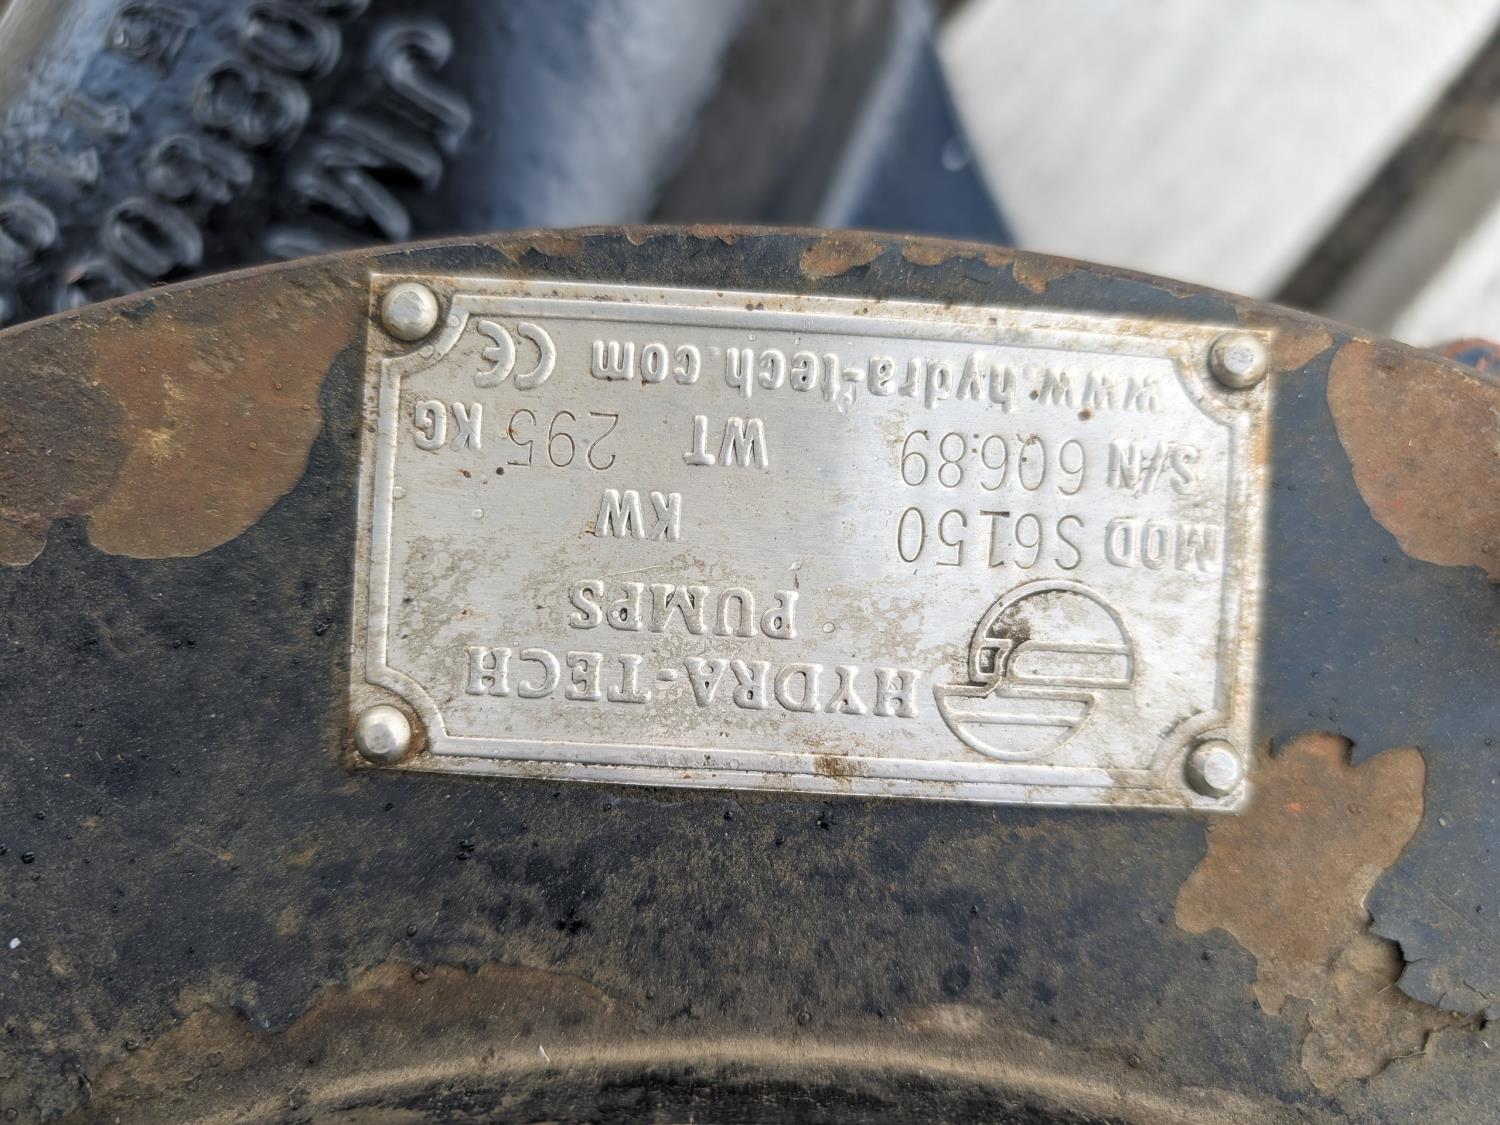 HYDRA-TECH
PUMPS
MOD S6150 KW
S/N 60689 WT 295 KG
www.hydra-tech.com CE